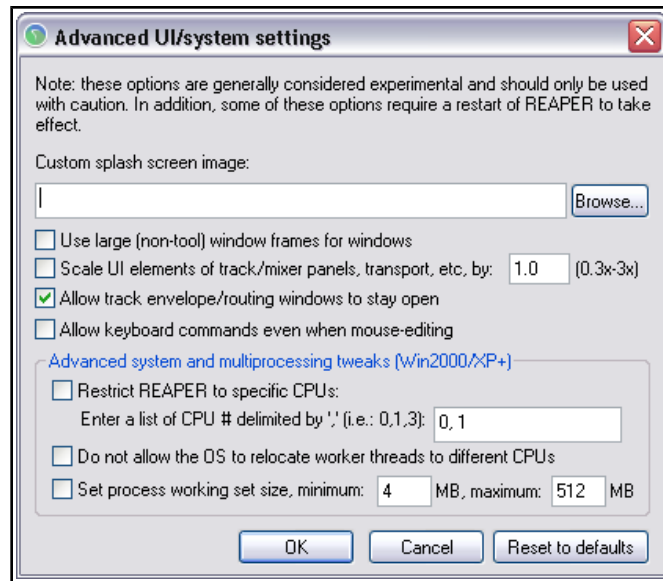 Advanced UI/system settings
Note: these options are generally considered experimental and should only be used
with caution. In addition, some of these options require a restart of REAPER to take
effect.
Custom splash screen image:
Browse...
Use large (non-tool) window frames for windows
Scale UI elements of track/mixer panels, transport, etc, by: 1.0 (0.3x-3x)
Allow track envelope/routing windows to stay open
Allow keyboard commands even when mouse-editing
Advanced system and multiprocessing tweaks (Win2000/XP+)
Restrict REAPER to specific CPUs:
Enter a list of CPU # delimited by ',' (i.e.: 0,1,3): 0, 1
Do not allow the OS to relocate worker threads to different CPUs
Set process working set size, minimum: 4 MB, maximum: 512 MB
OK Cancel Reset to defaults